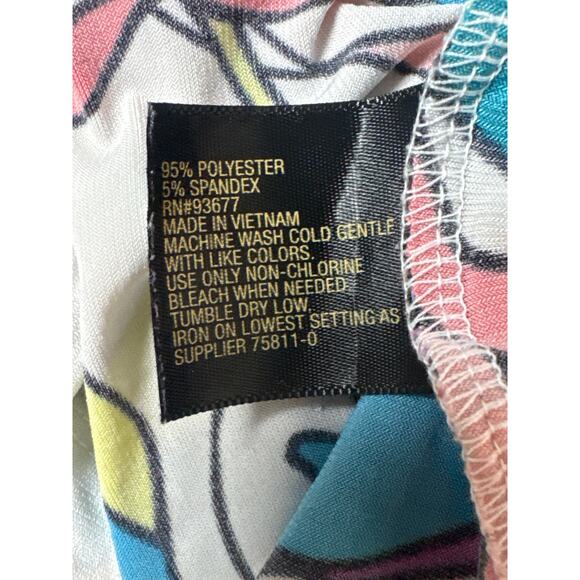 95% POLYESTER
5% SPANDEX
RN#93677
MADE IN VIETNAM
MACHINE WASH COLD GENTLE
WITH LIKE COLORS.
USE ONLY NON-CHLORINE
BLEACH WHEN NEEDED.
TUMBLE DRY LOW.
IRON ON LOWEST SETTING AS
SUPPLIER 75811-0